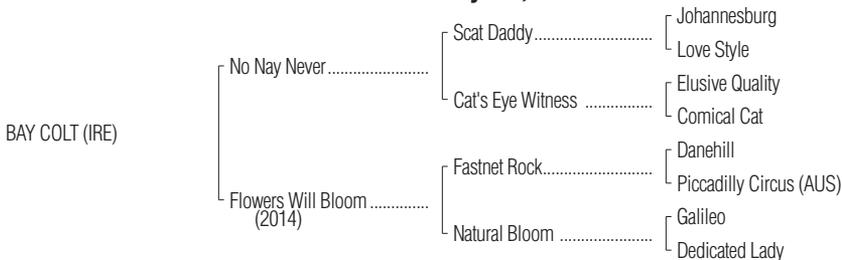 Johannesburg
Scat Daddy
Love Style
No Nay Never
Elusive Quality
Cat's Eye Witness
Comical Cat
BAY COLT (IRE)
Danehill
Fastnet Rock
Piccadilly Circus (AUS)
Flowers Will Bloom
(2014)
Galileo
Natural Bloom
Dedicated Lady